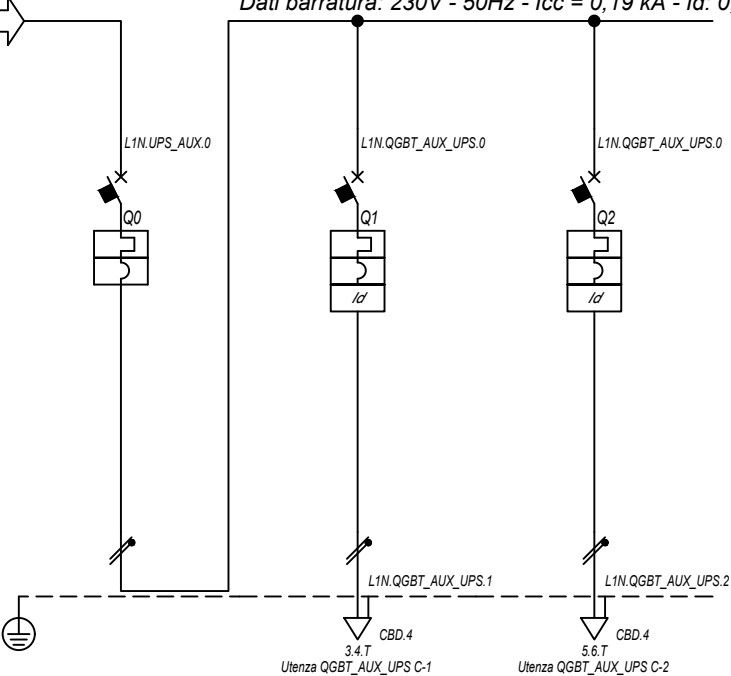 Dati barratura: 230V - 50Hz - Icc = 0,19 kA - Id: 0,
L1N.UPS_AUX.0
L1N.QGBT_AUX_UPS.0
L1N.QGBT_AUX_UPS.0
Q0
Q1
Q2
Id
Id
L1N.QGBT_AUX_UPS.1
L1N.QGBT_AUX_UPS.2
CBD.4
CBD.4
3.4.T
5.6.T
Utenza QGBT_AUX_UPS C-1
Utenza QGBT_AUX_UPS C-2